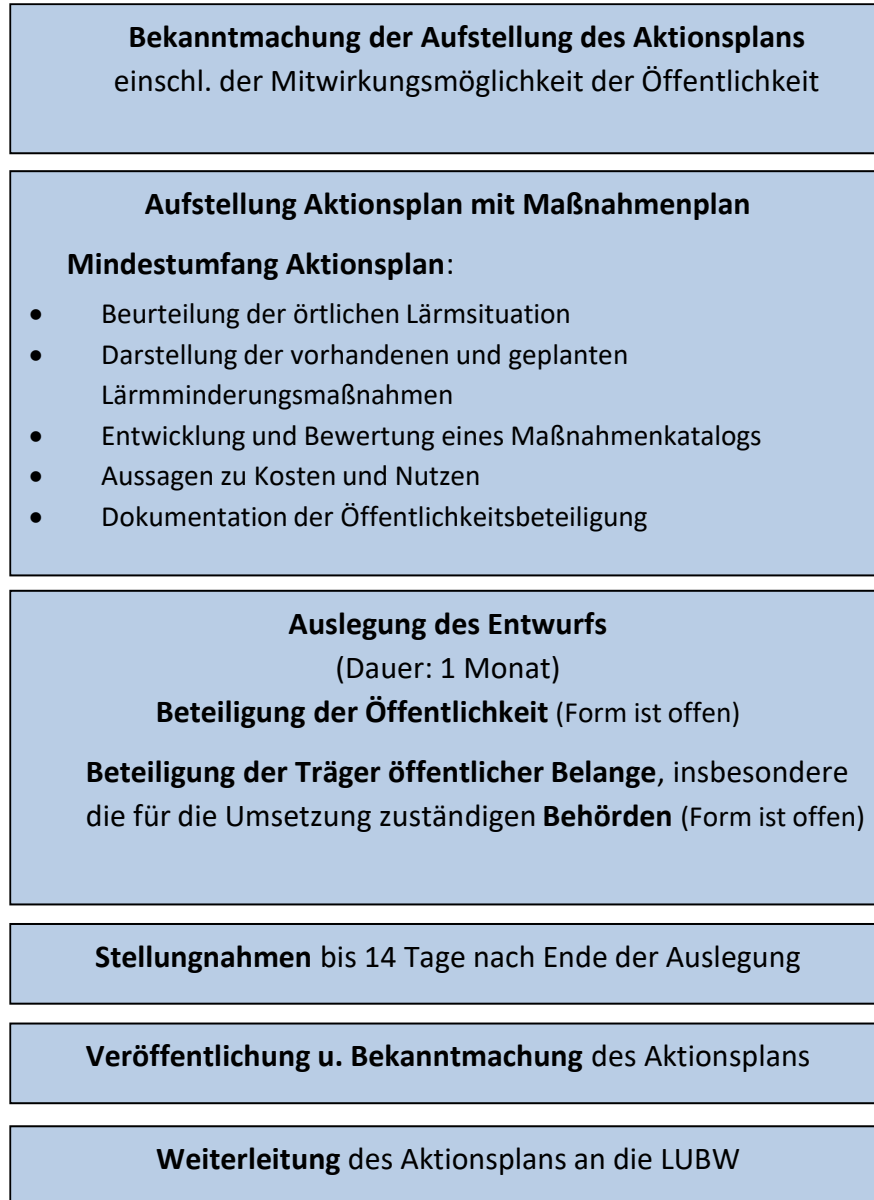 Bekanntmachung der Aufstellung des Aktionsplans
einschl. der Mitwirkungsmöglichkeit der Öffentlichkeit
Aufstellung Aktionsplan mit Maßnahmenplan
Mindestumfang Aktionsplan:
• Beurteilung der örtlichen Lärmsituation
• Darstellung der vorhandenen und geplanten
Lärmminderungsmaßnahmen
• Entwicklung und Bewertung eines Maßnahmenkatalogs
• Aussagen zu Kosten und Nutzen
• Dokumentation der Öffentlichkeitsbeteiligung
Auslegung des Entwurfs
(Dauer: 1 Monat)
Beteiligung der Öffentlichkeit (Form ist offen)
Beteiligung der Träger öffentlicher Belange, insbesondere
die für die Umsetzung zuständigen Behörden (Form ist offen)
Stellungnahmen bis 14 Tage nach Ende der Auslegung
Veröffentlichung u. Bekanntmachung des Aktionsplans
Weiterleitung des Aktionsplans an die LUBW